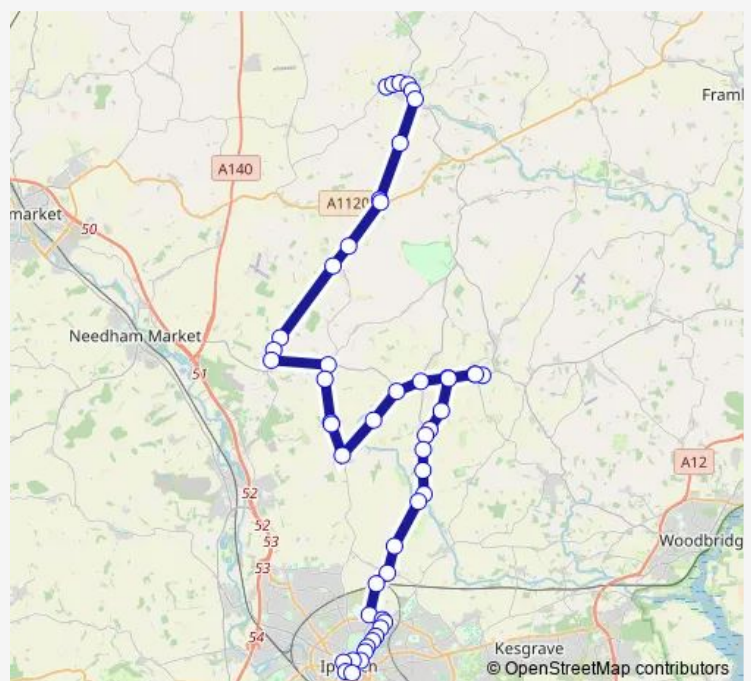 Framl
A140
A1120
market
50
Needham Market
51
A12
52
52
53
53
Woodbridg
54
Kesgrave
© OpenStreetMap contributors